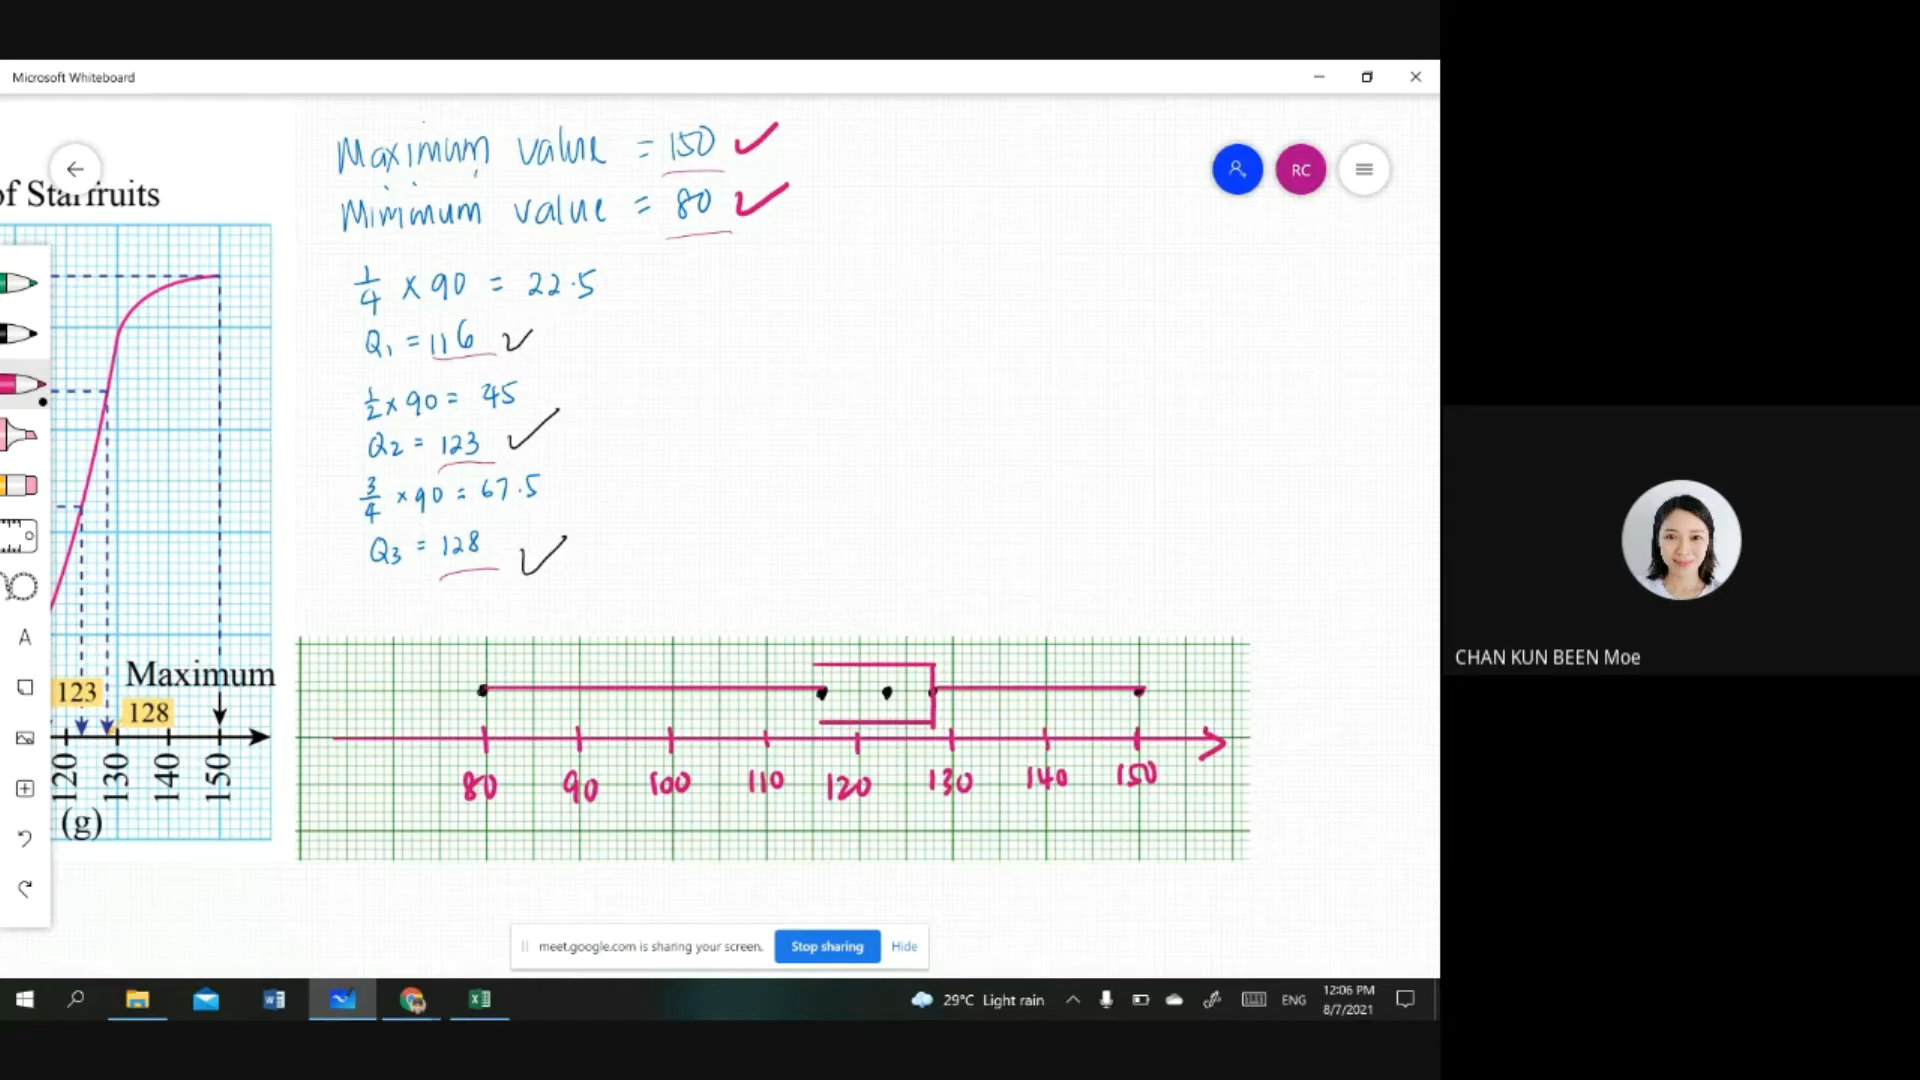 Microsoft Whiteboard
Maximum value = 150
Minimum value = 80
of Starfruits
RC
1/4 × 90 = 22.5
Q1 = 116
1/2 × 90 = 45
Q2 = 123
3/4 × 90 = 67.5
Q3 = 128
A
Maximum
123
128
120 130 140 150
(g)
80 90 100 110 120 130 140 150
CHAN KUN BEEN Moe
meet.google.com is sharing your screen. Stop sharing Hide
29°C Light rain ENG 12:06 PM
8/7/2021